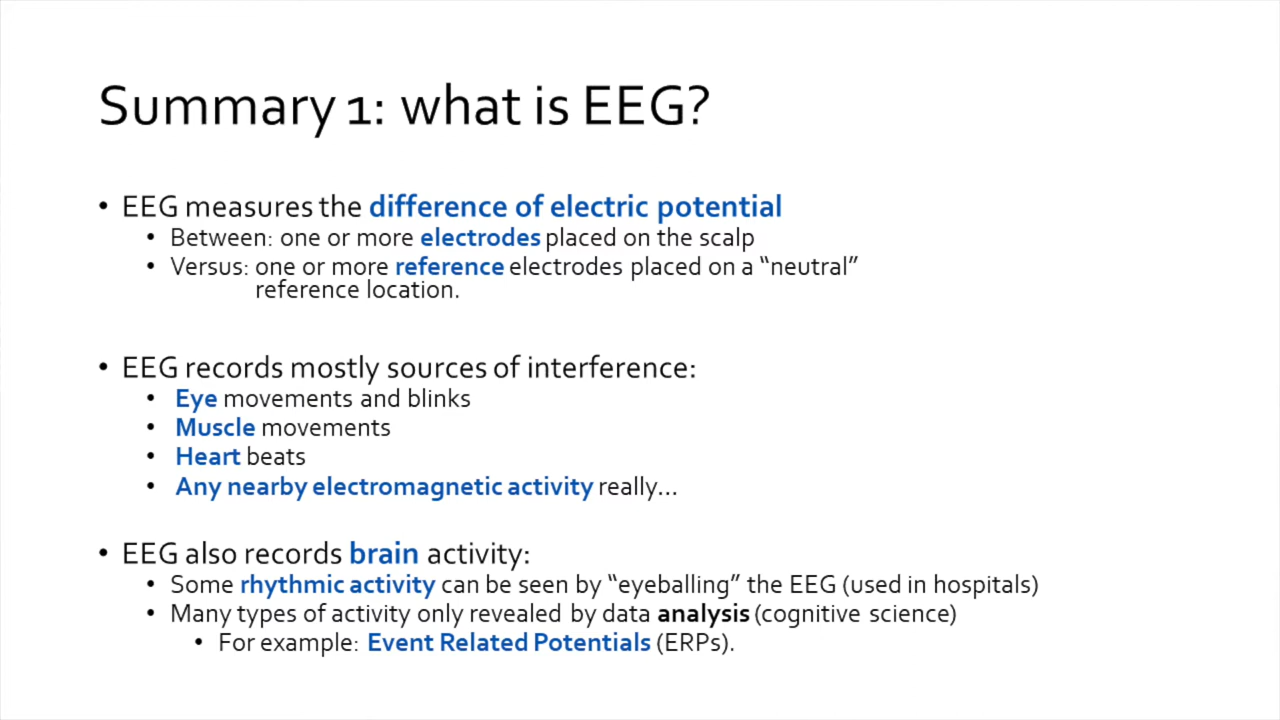 Summary 1: what is EEG?
• EEG measures the difference of electric potential
• Between: one or more electrodes placed on the scalp
• Versus: one or more reference electrodes placed on a “neutral”
reference location.
• EEG records mostly sources of interference:
• Eye movements and blinks
• Muscle movements
• Heart beats
• Any nearby electromagnetic activity really...
• EEG also records brain activity:
• Some rhythmic activity can be seen by “eyeballing” the EEG (used in hospitals)
• Many types of activity only revealed by data analysis (cognitive science)
• For example: Event Related Potentials (ERPs).